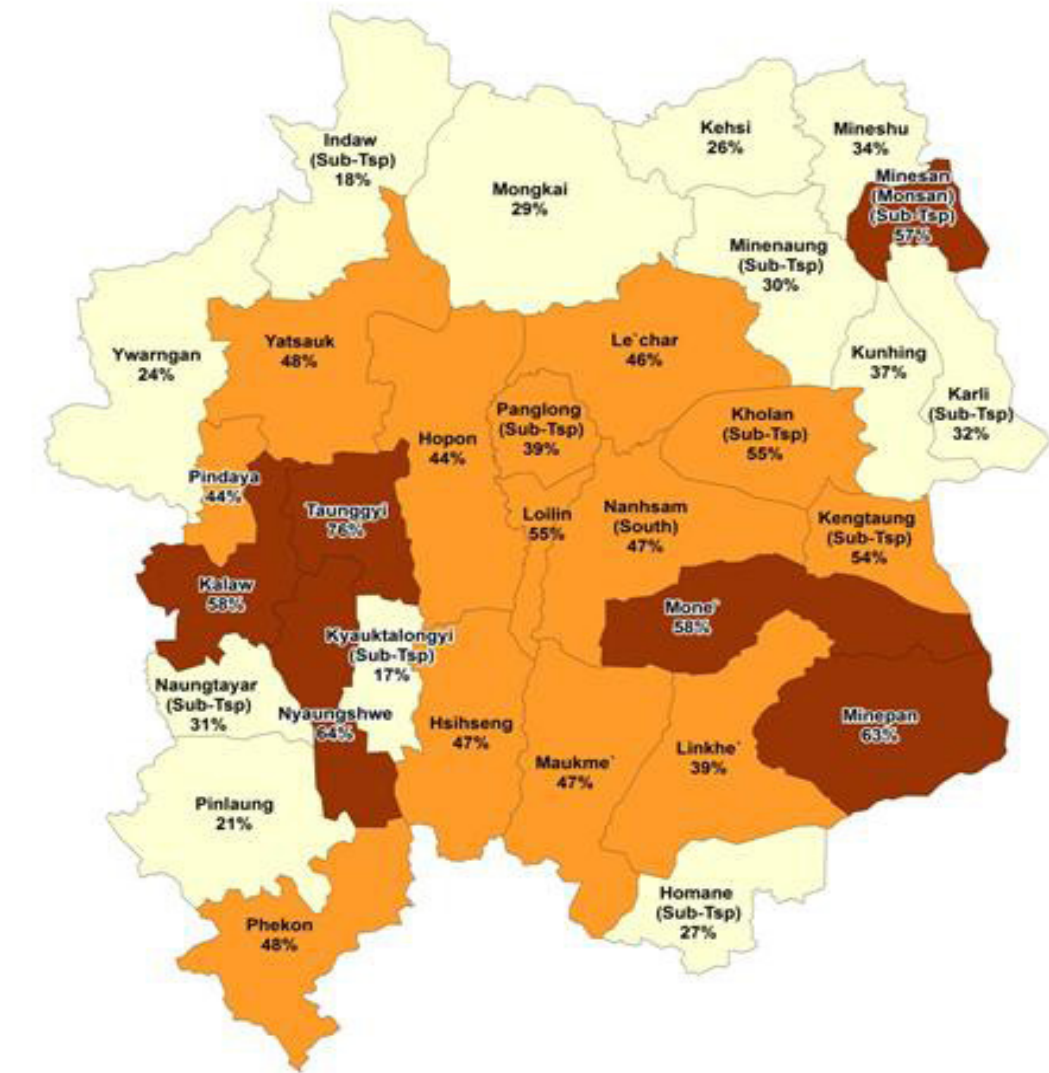 Indaw
(Sub-Tsp)
18%
Kehsi
26%
Mineshu
34%
Mongkai
29%
Minesan
(Monsan)
(Sub-Tsp)
57%
Minenaung
(Sub-Tsp)
30%
Ywarngan
24%
Yatsauk
48%
Le`char
46%
Kunhing
37%
Karli
(Sub-Tsp)
32%
Panglong
(Sub-Tsp)
39%
Kholan
(Sub-Tsp)
55%
Hopon
44%
Pindaya
44%
Taunggyi
76%
Loilin
55%
Nanhsam
(South)
47%
Kengtaung
(Sub-Tsp)
54%
Kalaw
58%
Mone`
58%
Kyauktalongyi
(Sub-Tsp)
17%
Naungtayar
(Sub-Tsp)
31%
Nyaungshwe
64%
Hsihseng
47%
Minepan
63%
Maukme`
47%
Linkhe`
39%
Pinlaung
21%
Homane
(Sub-Tsp)
27%
Phekon
48%